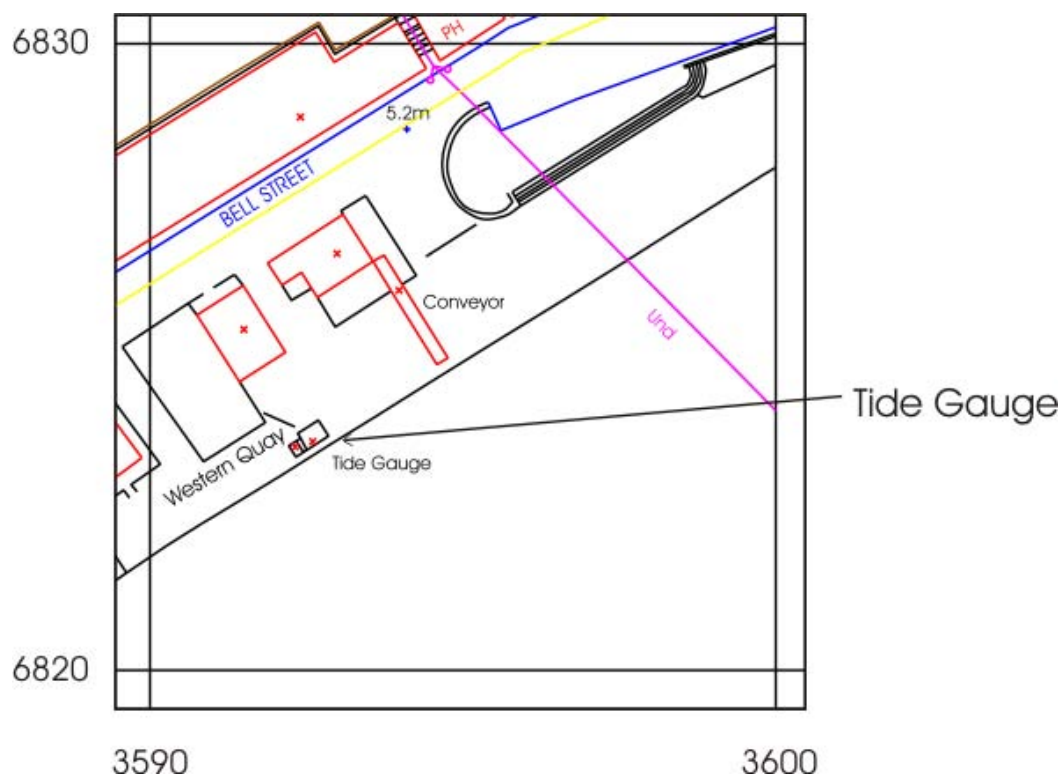 6830
PH
5.2m
BELL STREET
Conveyor
Und
Tide Gauge
Western Quay
Tide Gauge
6820
3590
3600